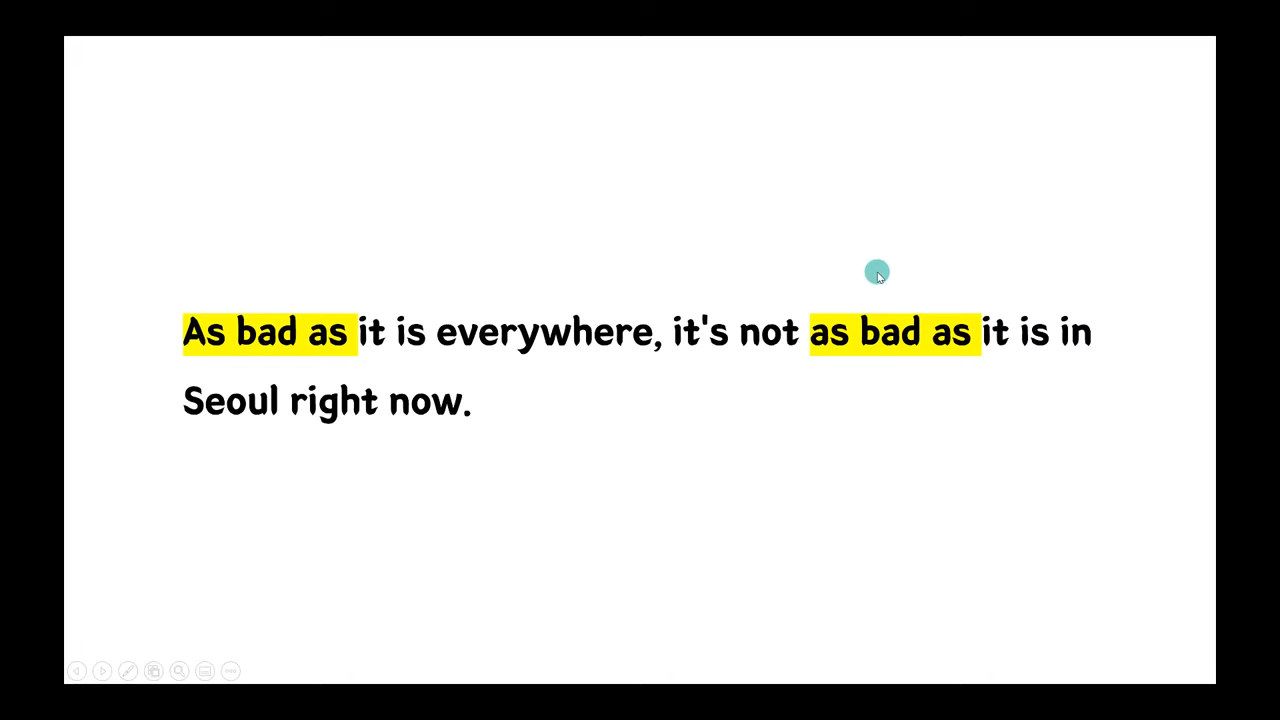 As bad as it is everywhere, it's not as bad as it is in
Seoul right now.